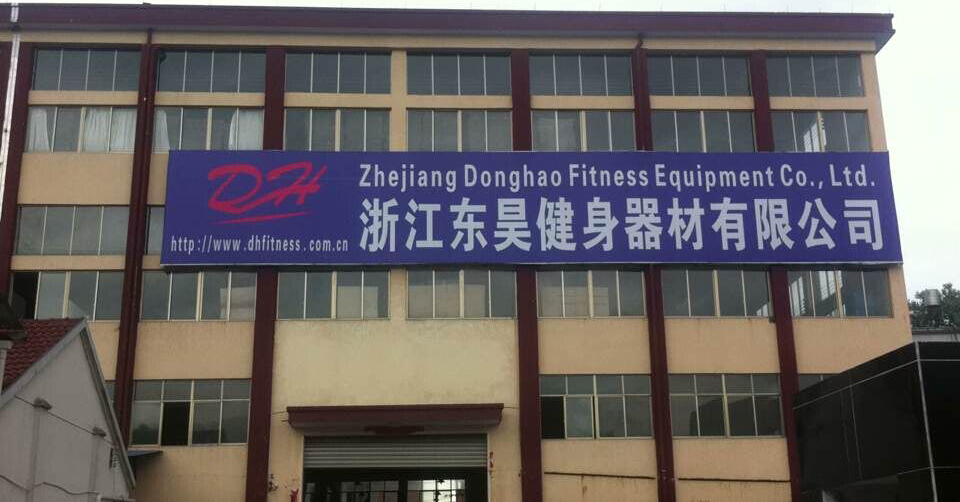 DH
Zhejiang Donghao Fitness Equipment Co., Ltd.
http://www.dhfitness.com.cn
浙江东昊健身器材有限公司